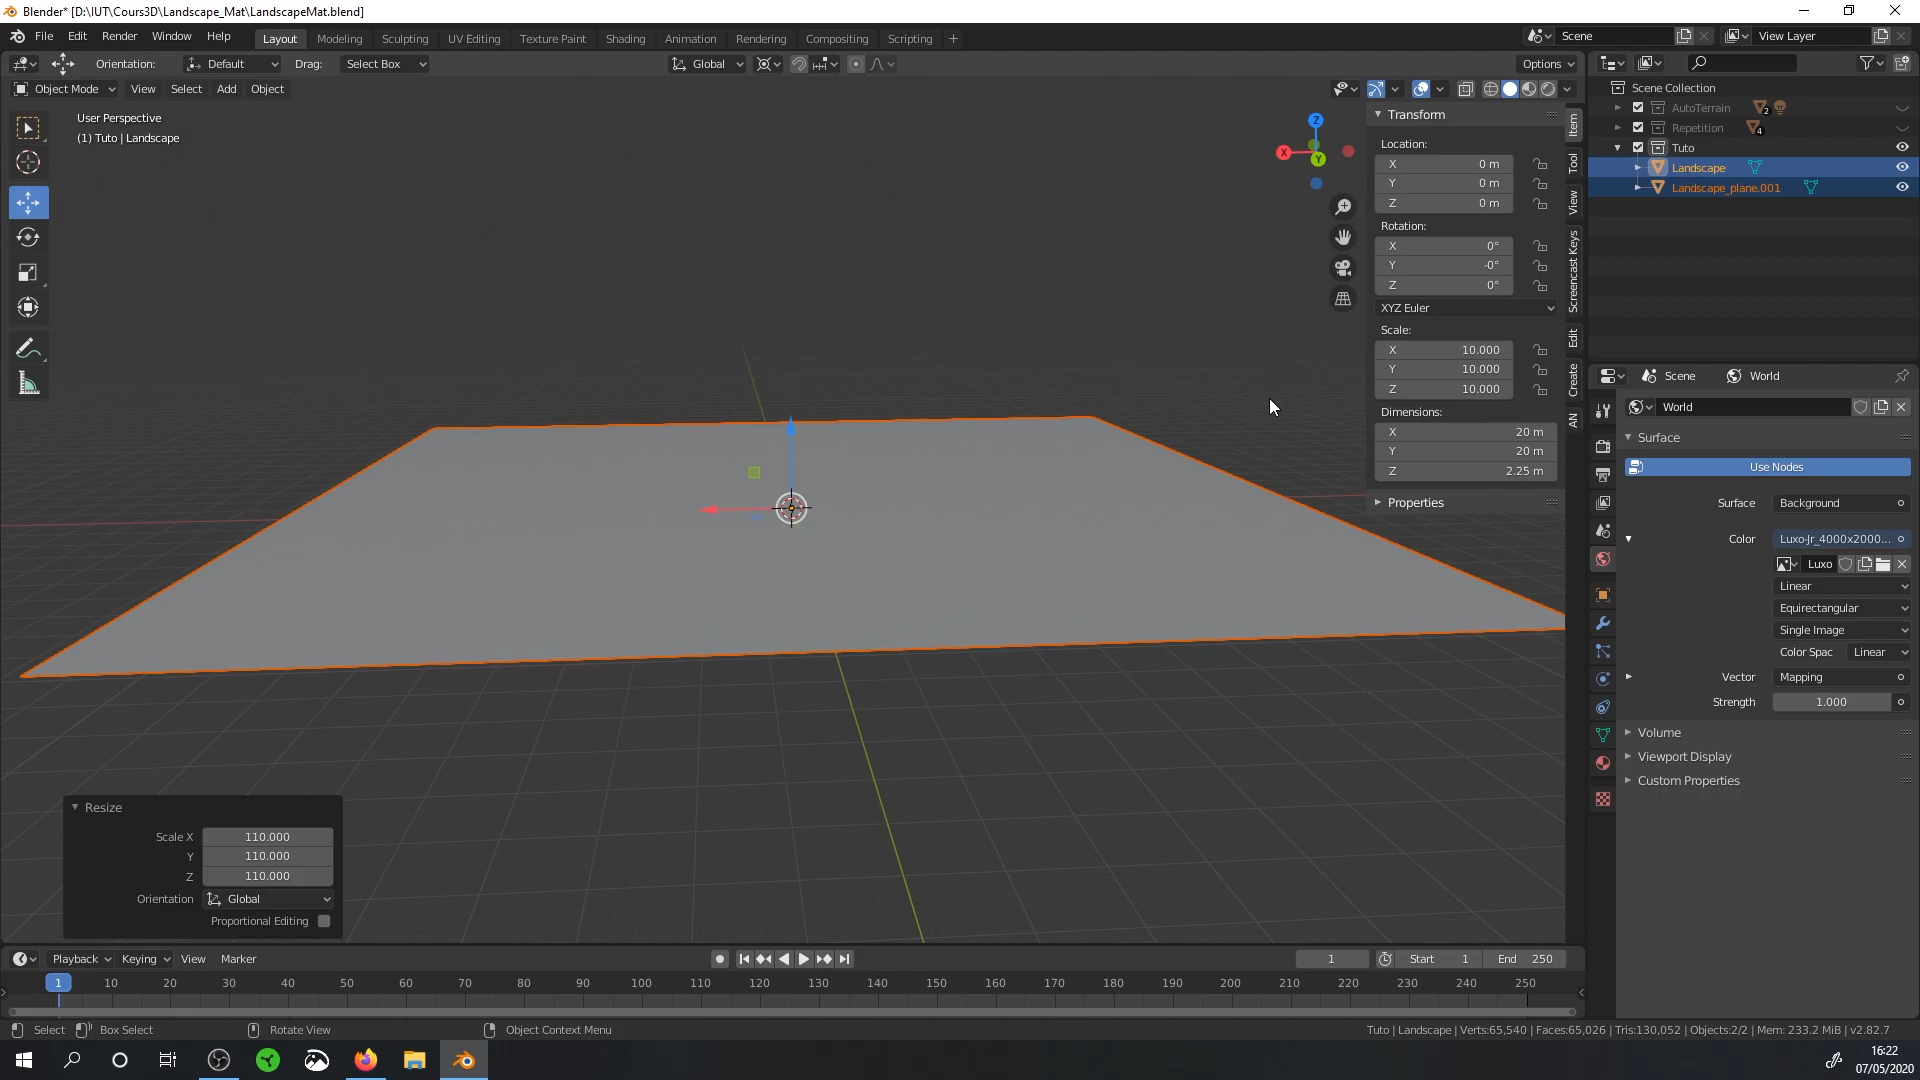 Blender* [D:\IUT\Cours3D\Landscape_Mat\LandscapeMat.blend]
File Edit Render Window Help Layout Modeling Sculpting UV Editing Texture Paint Shading Animation Rendering Compositing Scripting + Scene View Layer
Orientation: Default Drag: Select Box Global Options
Object Mode View Select Add Object
User Perspective
(1) Tuto | Landscape
Z
X
Y
Transform
Location:
X 0 m
Y 0 m
Z 0 m
Rotation:
X 0°
Y -0°
Z 0°
XYZ Euler
Scale:
X 10.000
Y 10.000
Z 10.000
Dimensions:
X 20 m
Y 20 m
Z 2.25 m
Properties
Item
Tool
View
Screencast Keys
Edit
Create
AN
Scene Collection
AutoTerrain 2
Repetition 4
Tuto
Landscape
Landscape_plane.001
Scene World
World
Surface
Use Nodes
Surface Background
Color Luxo-Jr_4000x2000...
Luxo
Linear
Equirectangular
Single Image
Color Spac Linear
Vector Mapping
Strength 1.000
Volume
Viewport Display
Custom Properties
Resize
Scale X 110.000
Y 110.000
Z 110.000
Orientation Global
Proportional Editing
Playback Keying View Marker 1 Start 1 End 250
1 10 20 30 40 50 60 70 80 90 100 110 120 130 140 150 160 170 180 190 200 210 220 230 240 250
Select Box Select Rotate View Object Context Menu Tuto | Landscape | Verts:65,540 | Faces:65,026 | Tris:130,052 | Objects:2/2 | Mem: 233.2 MiB | v2.82.7
16:22
07/05/2020